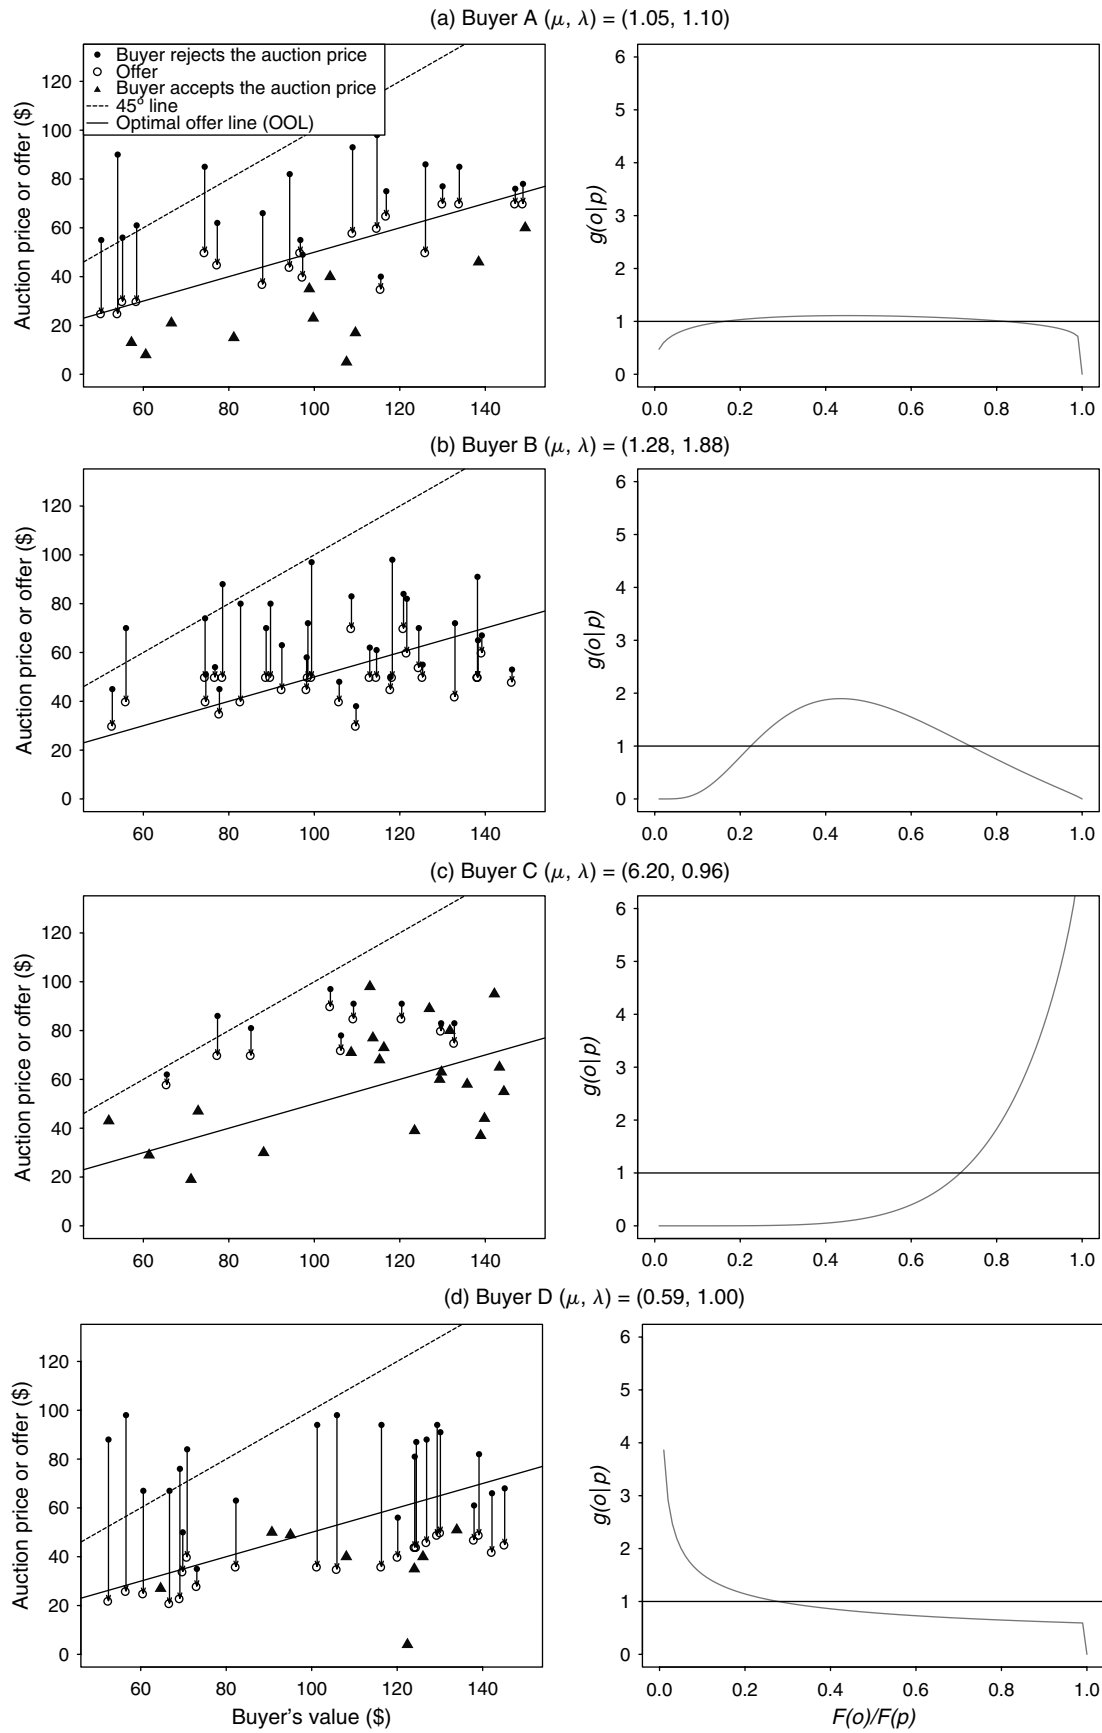 (a) Buyer A (μ, λ) = (1.05, 1.10)
Buyer rejects the auction price
Offer
Buyer accepts the auction price
45° line
Optimal offer line (OOL)
Auction price or offer ($)
120
100
80
60
40
20
0
60 80 100 120 140
g(o|p)
6
5
4
3
2
1
0
0.0 0.2 0.4 0.6 0.8 1.0
(b) Buyer B (μ, λ) = (1.28, 1.88)
Auction price or offer ($)
120
100
80
60
40
20
0
60 80 100 120 140
g(o|p)
6
5
4
3
2
1
0
0.0 0.2 0.4 0.6 0.8 1.0
(c) Buyer C (μ, λ) = (6.20, 0.96)
Auction price or offer ($)
120
100
80
60
40
20
0
60 80 100 120 140
g(o|p)
6
5
4
3
2
1
0
0.0 0.2 0.4 0.6 0.8 1.0
(d) Buyer D (μ, λ) = (0.59, 1.00)
Auction price or offer ($)
120
100
80
60
40
20
0
60 80 100 120 140
Buyer's value ($)
g(o|p)
6
5
4
3
2
1
0
0.0 0.2 0.4 0.6 0.8 1.0
F(o)/F(p)